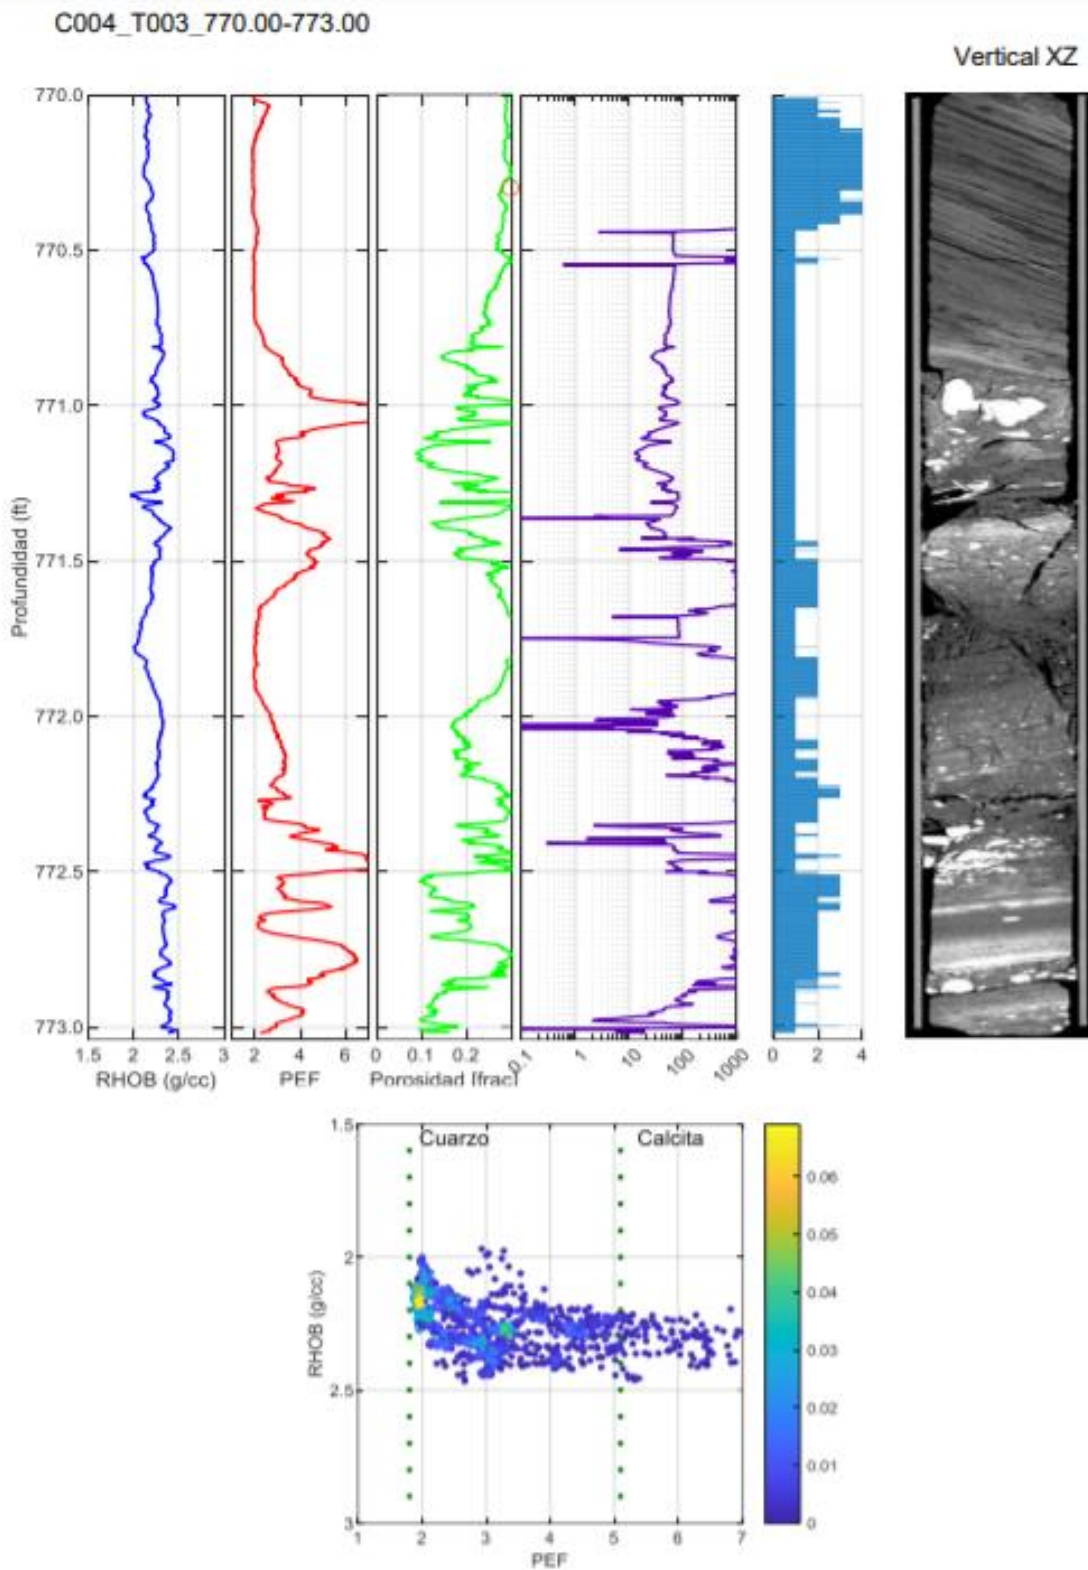 C004_T003_770.00-773.00
Vertical XZ
770.0
770.5
771.0
771.5
772.0
772.5
773.0
Profundidad (ft)
1.5 2 2.5 3
RHOB (g/cc)
2 4 6
PEF
0 0.1 0.2
Porosidad [frac]
0.1 1 10 100 1000
0 2 4
Cuarzo Calcita
1.5
2
2.5
3
RHOB (g/cc)
1 2 3 4 5 6 7
PEF
0.06
0.05
0.04
0.03
0.02
0.01
0